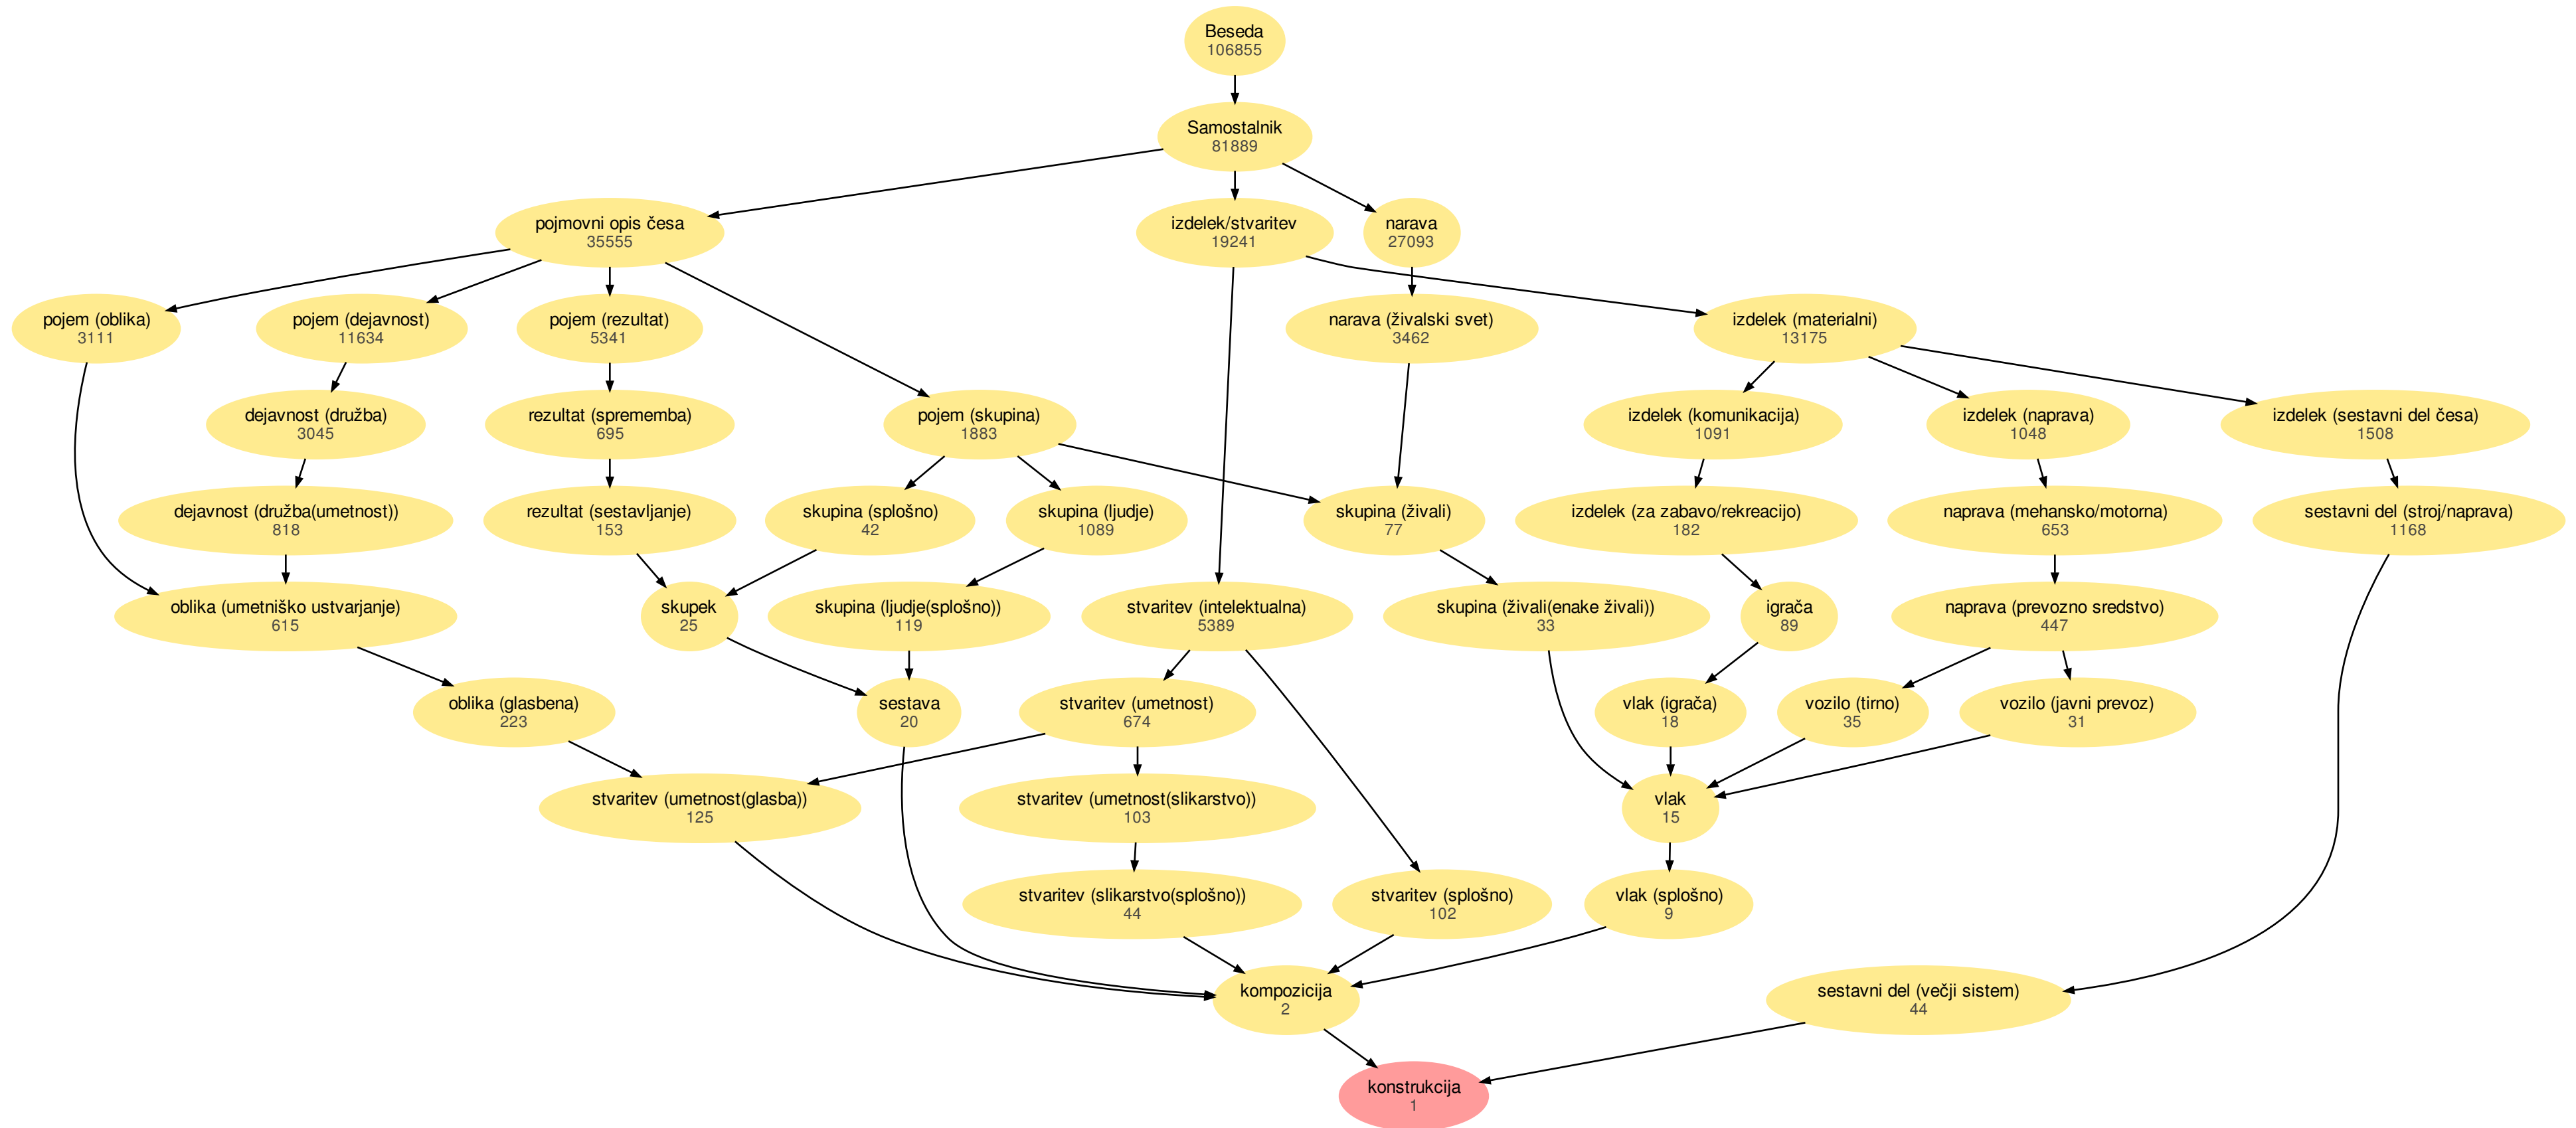 Beseda
106855
Samostalnik
81889
pojmovni opis česa
35555
izdelek/stvaritev
19241
narava
27093
pojem (oblika)
3111
pojem (dejavnost)
11634
pojem (rezultat)
5341
narava (živalski svet)
3462
izdelek (materialni)
13175
dejavnost (družba)
3045
rezultat (sprememba)
695
pojem (skupina)
1883
izdelek (komunikacija)
1091
izdelek (naprava)
1048
izdelek (sestavni del česa)
1508
dejavnost (družba(umetnost))
818
rezultat (sestavljanje)
153
skupina (splošno)
42
skupina (ljudje)
1089
skupina (živali)
77
izdelek (za zabavo/rekreacijo)
182
naprava (mehansko/motorna)
653
sestavni del (stroj/naprava)
1168
oblika (umetniško ustvarjanje)
615
skupek
25
skupina (ljudje(splošno))
119
stvaritev (intelektualna)
5389
skupina (živali(enake živali))
33
igrača
89
naprava (prevozno sredstvo)
447
oblika (glasbena)
223
sestava
20
stvaritev (umetnost)
674
vlak (igrača)
18
vozilo (tirno)
35
vozilo (javni prevoz)
31
stvaritev (umetnost(glasba))
125
stvaritev (umetnost(slikarstvo))
103
vlak
15
stvaritev (slikarstvo(splošno))
44
stvaritev (splošno)
102
vlak (splošno)
9
kompozicija
2
sestavni del (večji sistem)
44
konstrukcija
1